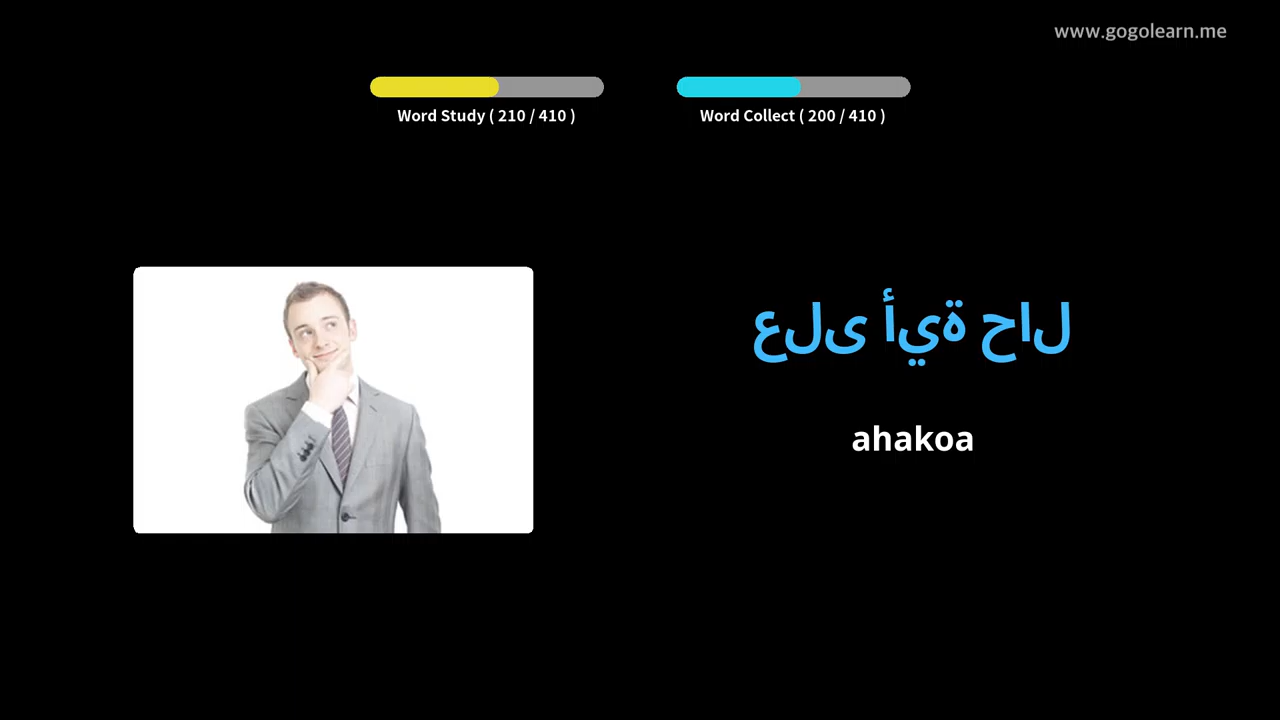 www.gogolearn.me
Word Study ( 210 / 410 )
Word Collect ( 200 / 410 )
على أية حال
ahakoa